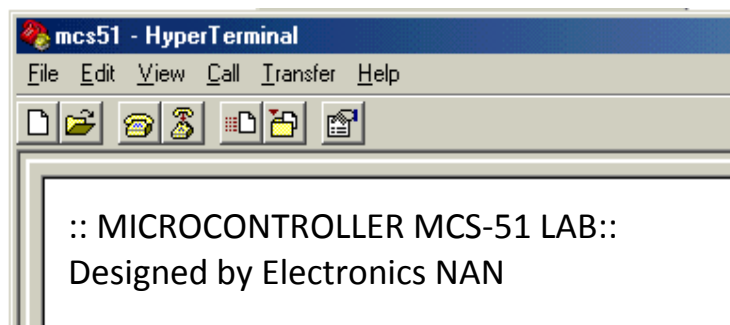 mcs51 - HyperTerminal
File Edit View Call Transfer Help
:: MICROCONTROLLER MCS-51 LAB::
Designed by Electronics NAN